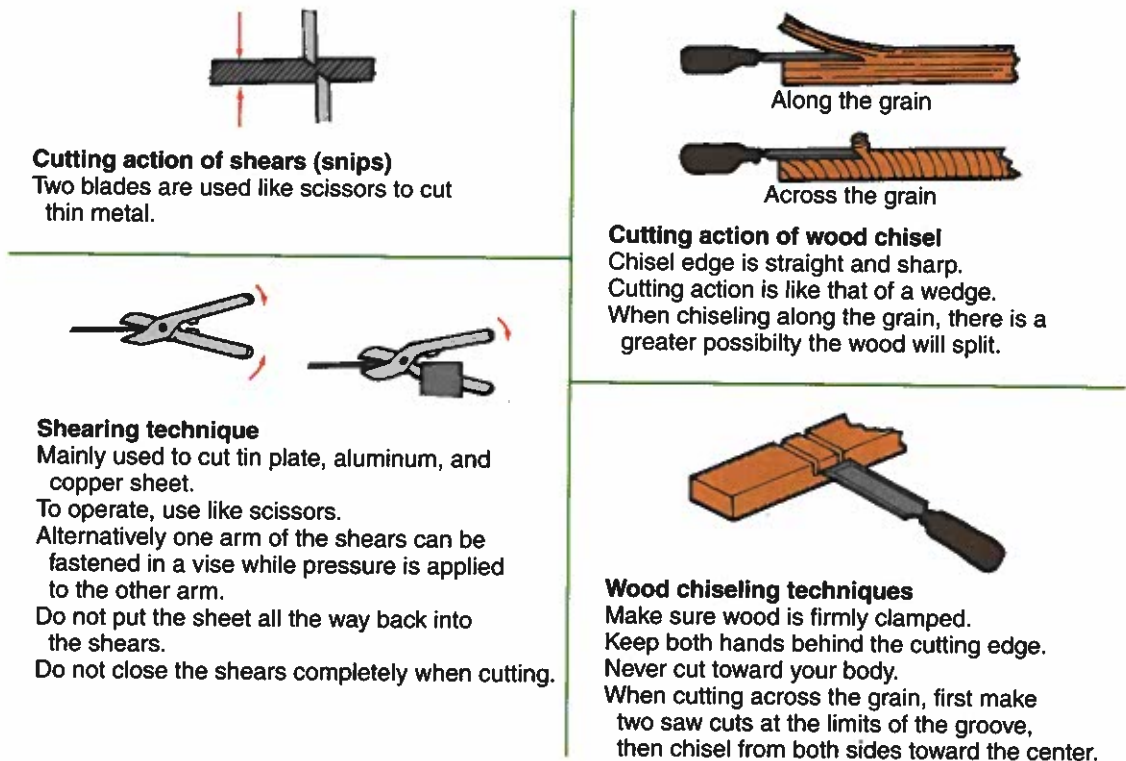 Cutting action of shears (snips)
Two blades are used like scissors to cut
thin metal.
Shearing technique
Mainly used to cut tin plate, aluminum, and
copper sheet.
To operate, use like scissors.
Alternatively one arm of the shears can be
fastened in a vise while pressure is applied
to the other arm.
Do not put the sheet all the way back into
the shears.
Do not close the shears completely when cutting.
Along the grain
Across the grain
Cutting action of wood chisel
Chisel edge is straight and sharp.
Cutting action is like that of a wedge.
When chiseling along the grain, there is a
greater possibilty the wood will split.
Wood chiseling techniques
Make sure wood is firmly clamped.
Keep both hands behind the cutting edge.
Never cut toward your body.
When cutting across the grain, first make
two saw cuts at the limits of the groove,
then chisel from both sides toward the center.